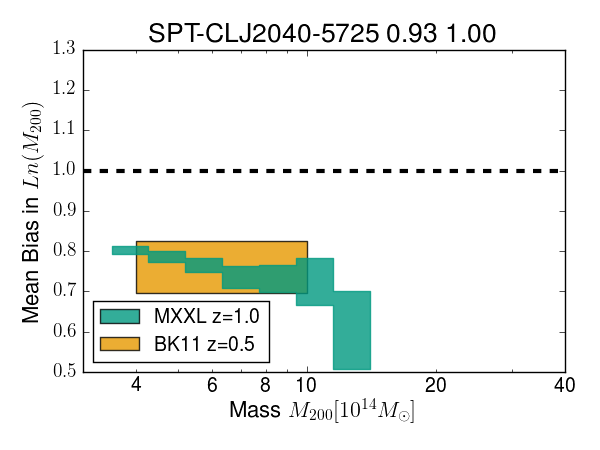 SPT-CLJ2040-5725 0.93 1.00
1.3
1.2
1.1
1.0
0.9
0.8
0.7
0.6
0.5
Mean Bias in Ln(M₂₀₀)
MXXL z=1.0
BK11 z=0.5
4 6 8 10 20 40
Mass M₂₀₀[10¹⁴M☉]